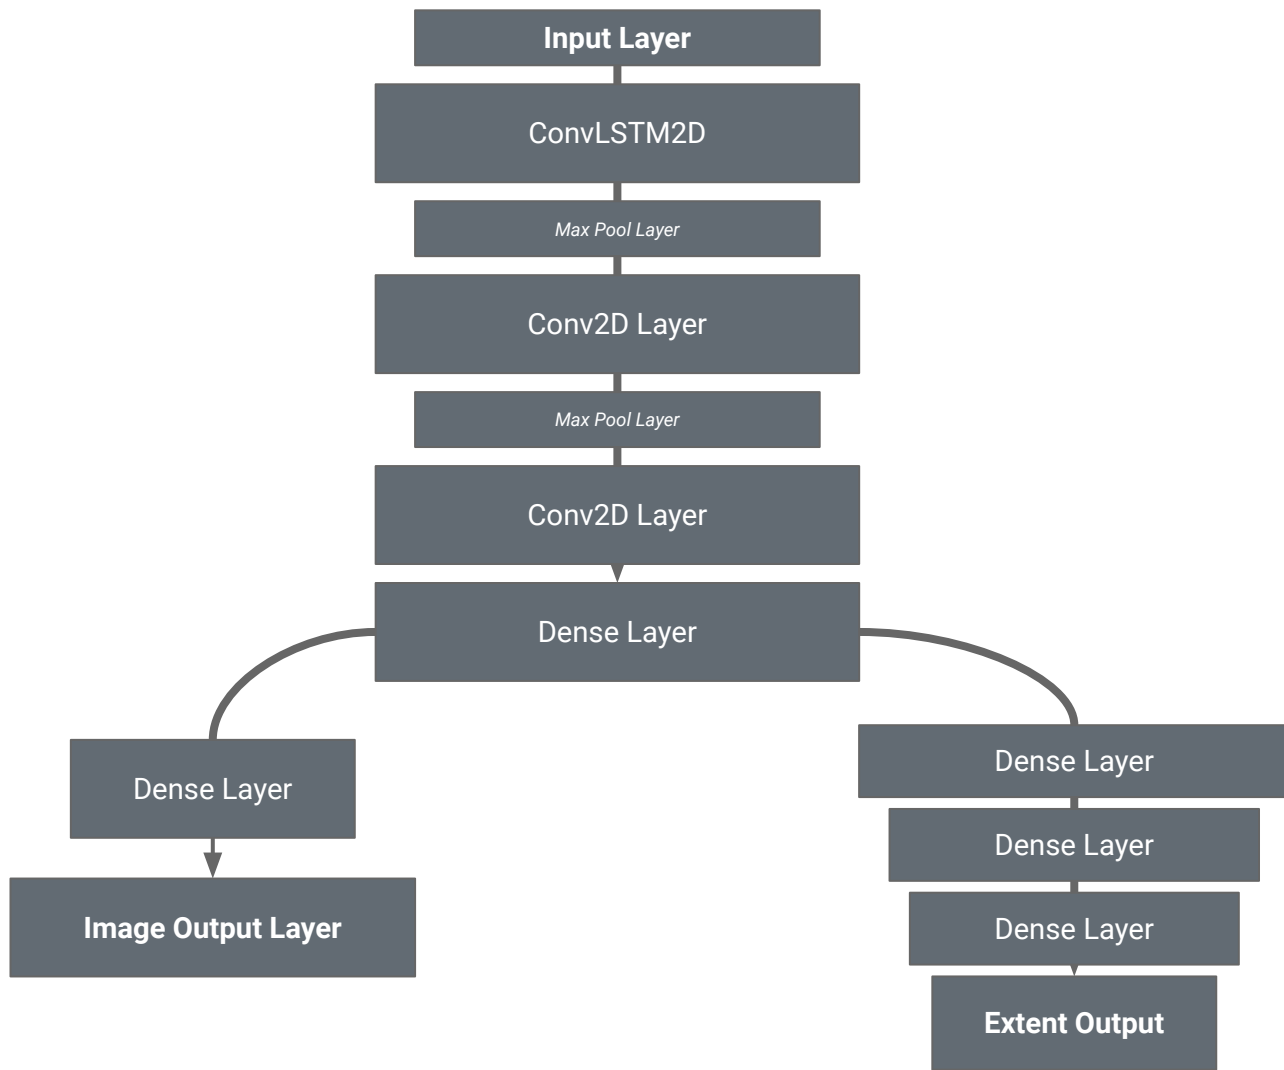 Input Layer
ConvLSTM2D
Max Pool Layer
Conv2D Layer
Max Pool Layer
Conv2D Layer
Dense Layer
Dense Layer
Image Output Layer
Dense Layer
Dense Layer
Dense Layer
Extent Output